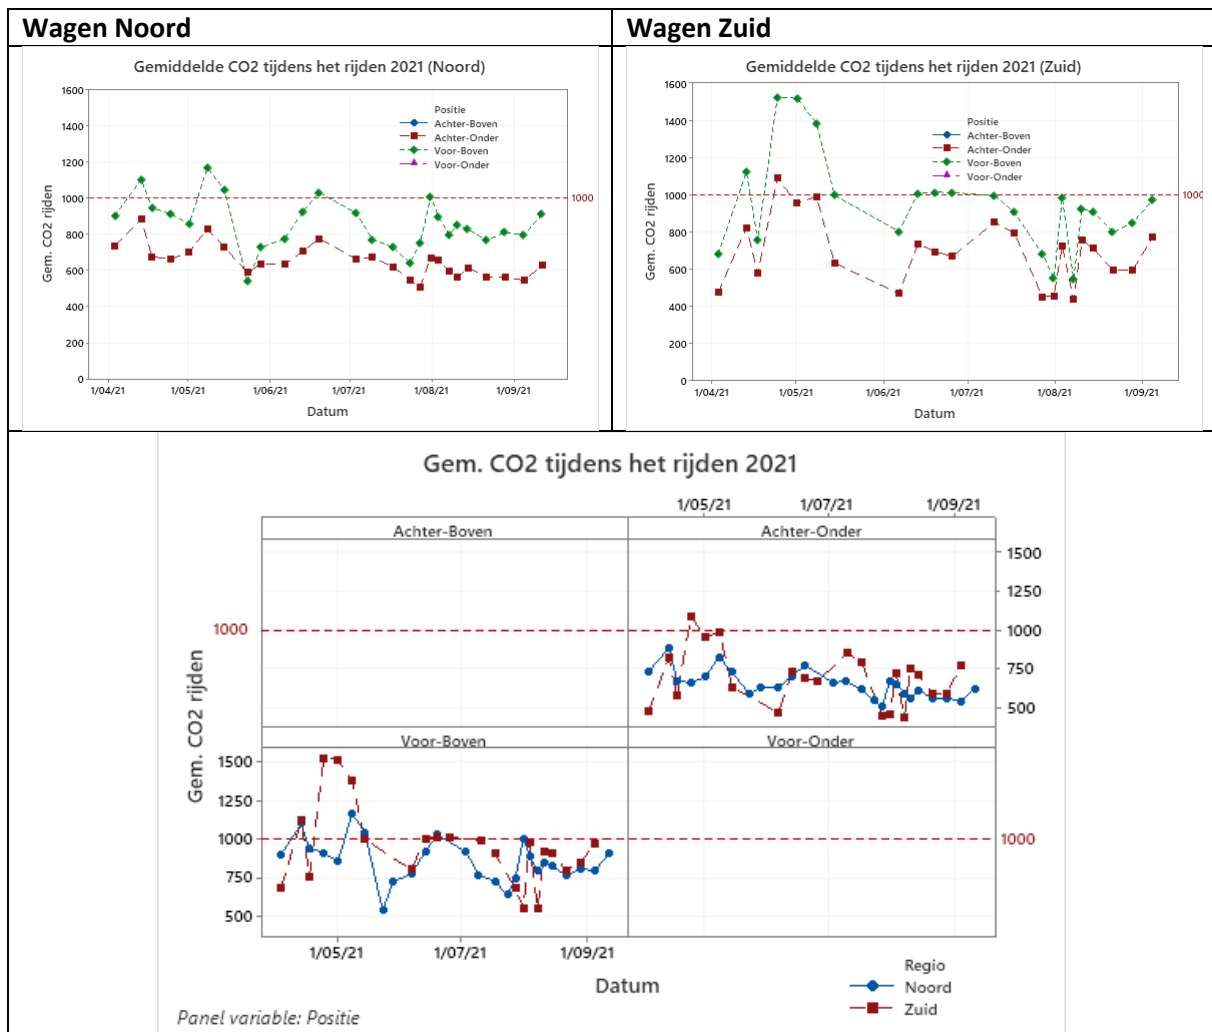 Wagen Noord
Gemiddelde CO2 tijdens het rijden 2021 (Noord)
1600
1400
1200
1000
800
600
400
200
0
Gem. CO2 rijden
Positie
Achter-Boven
Achter-Onder
Voor-Boven
Voor-Onder
1000
1/04/21 1/05/21 1/06/21 1/07/21 1/08/21 1/09/21
Datum
Wagen Zuid
Gemiddelde CO2 tijdens het rijden 2021 (Zuid)
1600
1400
1200
1000
800
600
400
200
0
Gem. CO2 rijden
Positie
Achter-Boven
Achter-Onder
Voor-Boven
Voor-Onder
1000
1/04/21 1/05/21 1/06/21 1/07/21 1/08/21 1/09/21
Datum
Gem. CO2 tijdens het rijden 2021
1/05/21 1/07/21 1/09/21
Achter-Boven Achter-Onder
1500
1250
1000 1000
750
500
Gem. CO2 rijden
Voor-Boven Voor-Onder
1500
1250
1000 1000
750
500
1/05/21 1/07/21 1/09/21
Datum
Regio
Noord
Zuid
Panel variable: Positie